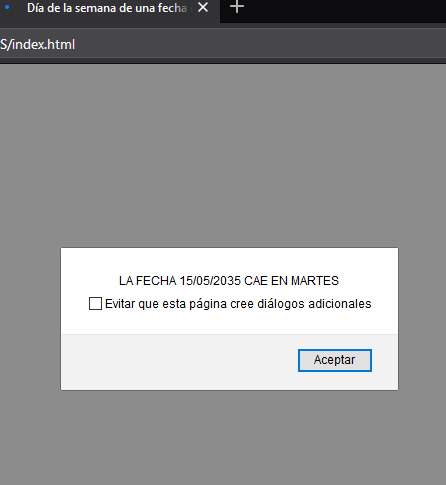 Día de la semana de una fecha
S/index.html
LA FECHA 15/05/2035 CAE EN MARTES
Evitar que esta página cree diálogos adicionales
Aceptar